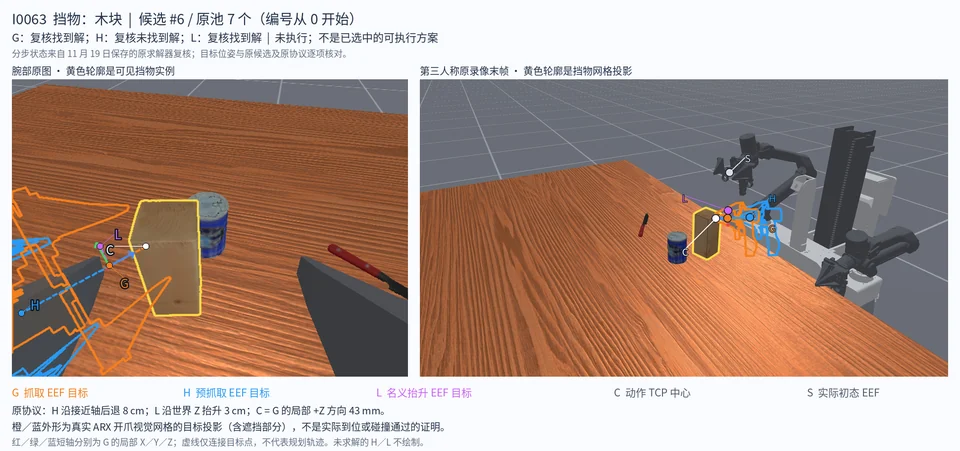 I0063 挡物：木块｜候选 #6 / 原池 7 个（编号从 0 开始）
G：复核找到解；H：复核未找到解；L：复核找到解｜未执行；不是已选中的可执行方案
分步状态来自 11 月 19 日保存的原求解器复核；目标位姿与原候选及原协议逐项核对。
腕部原图 · 黄色轮廓是可见挡物实例
第三人称原录像末帧 · 黄色轮廓是挡物网格投影
L
C
G
H
S
L
H
G
C
G 抓取 EEF 目标
H 预抓取 EEF 目标
L 名义抬升 EEF 目标
C 动作 TCP 中心
S 实际初态 EEF
原协议：H 沿接近轴后退 8 cm；L 沿世界 Z 抬升 3 cm；C = G 的局部 +Z 方向 43 mm。
橙／蓝外形为真实 ARX 开爪视觉网格的目标投影（含遮挡部分），不是实际到位或碰撞通过的证明。
红／绿／蓝短轴分别为 G 的局部 X／Y／Z；虚线仅连接目标点，不代表规划轨迹。未求解的 H／L 不绘制。